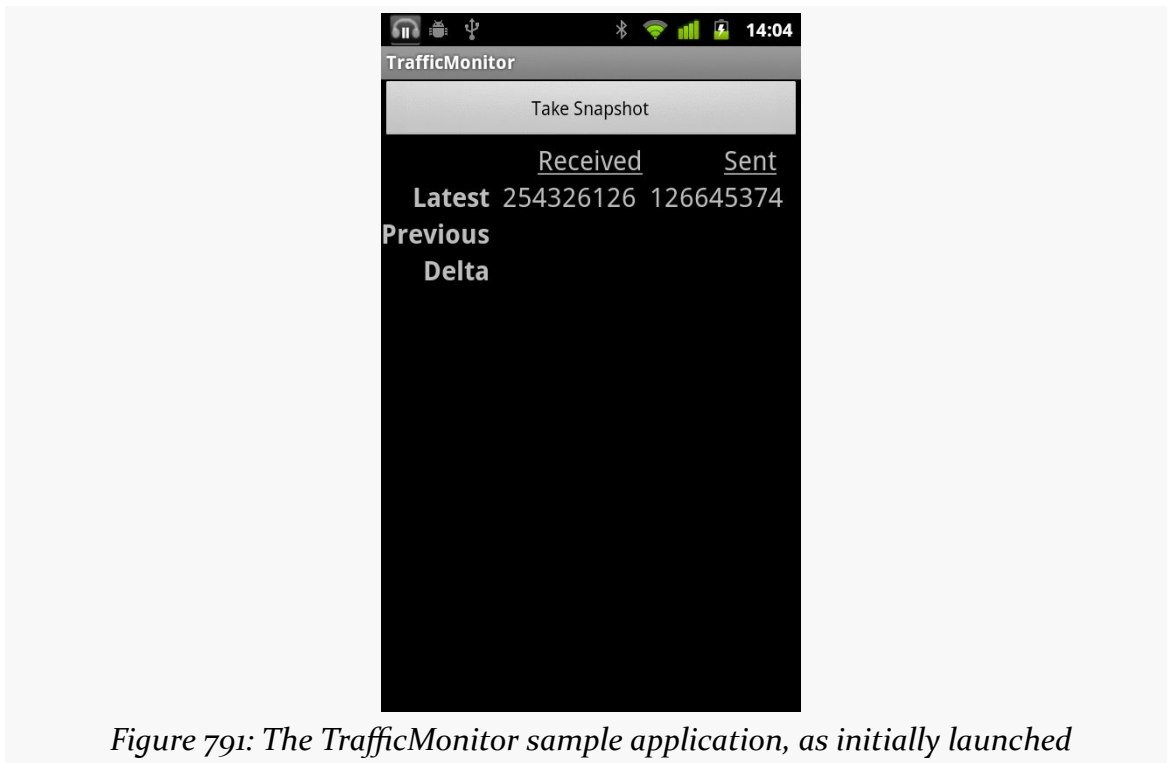 14:04
TrafficMonitor
Take Snapshot
Received Sent
Latest 254326126 126645374
Previous
Delta
Figure 791: The TrafficMonitor sample application, as initially launched